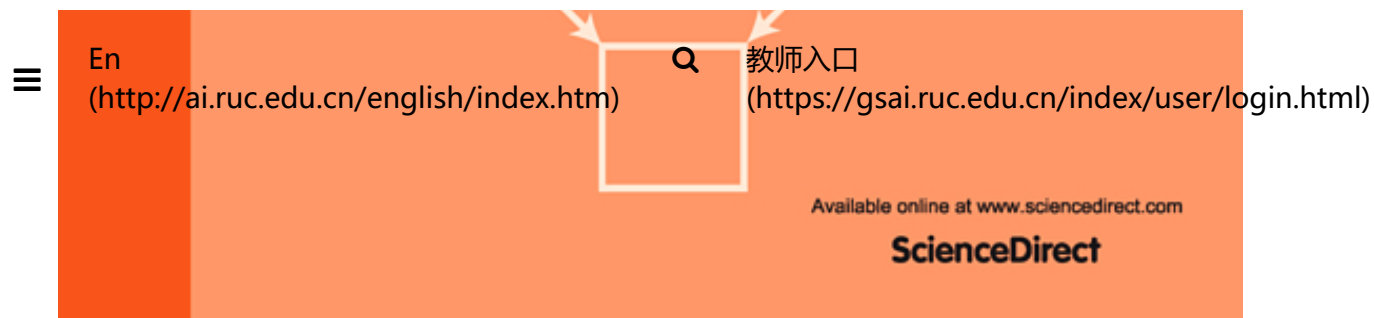 En
(http://ai.ruc.edu.cn/english/index.htm)
教师入口
(https://gsai.ruc.edu.cn/index/user/login.html)
Available online at www.sciencedirect.com
ScienceDirect